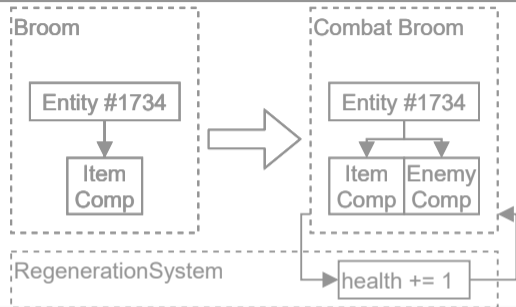 Broom
Entity #1734
Item
Comp
Combat Broom
Entity #1734
Item
Comp
Enemy
Comp
RegenerationSystem
health += 1